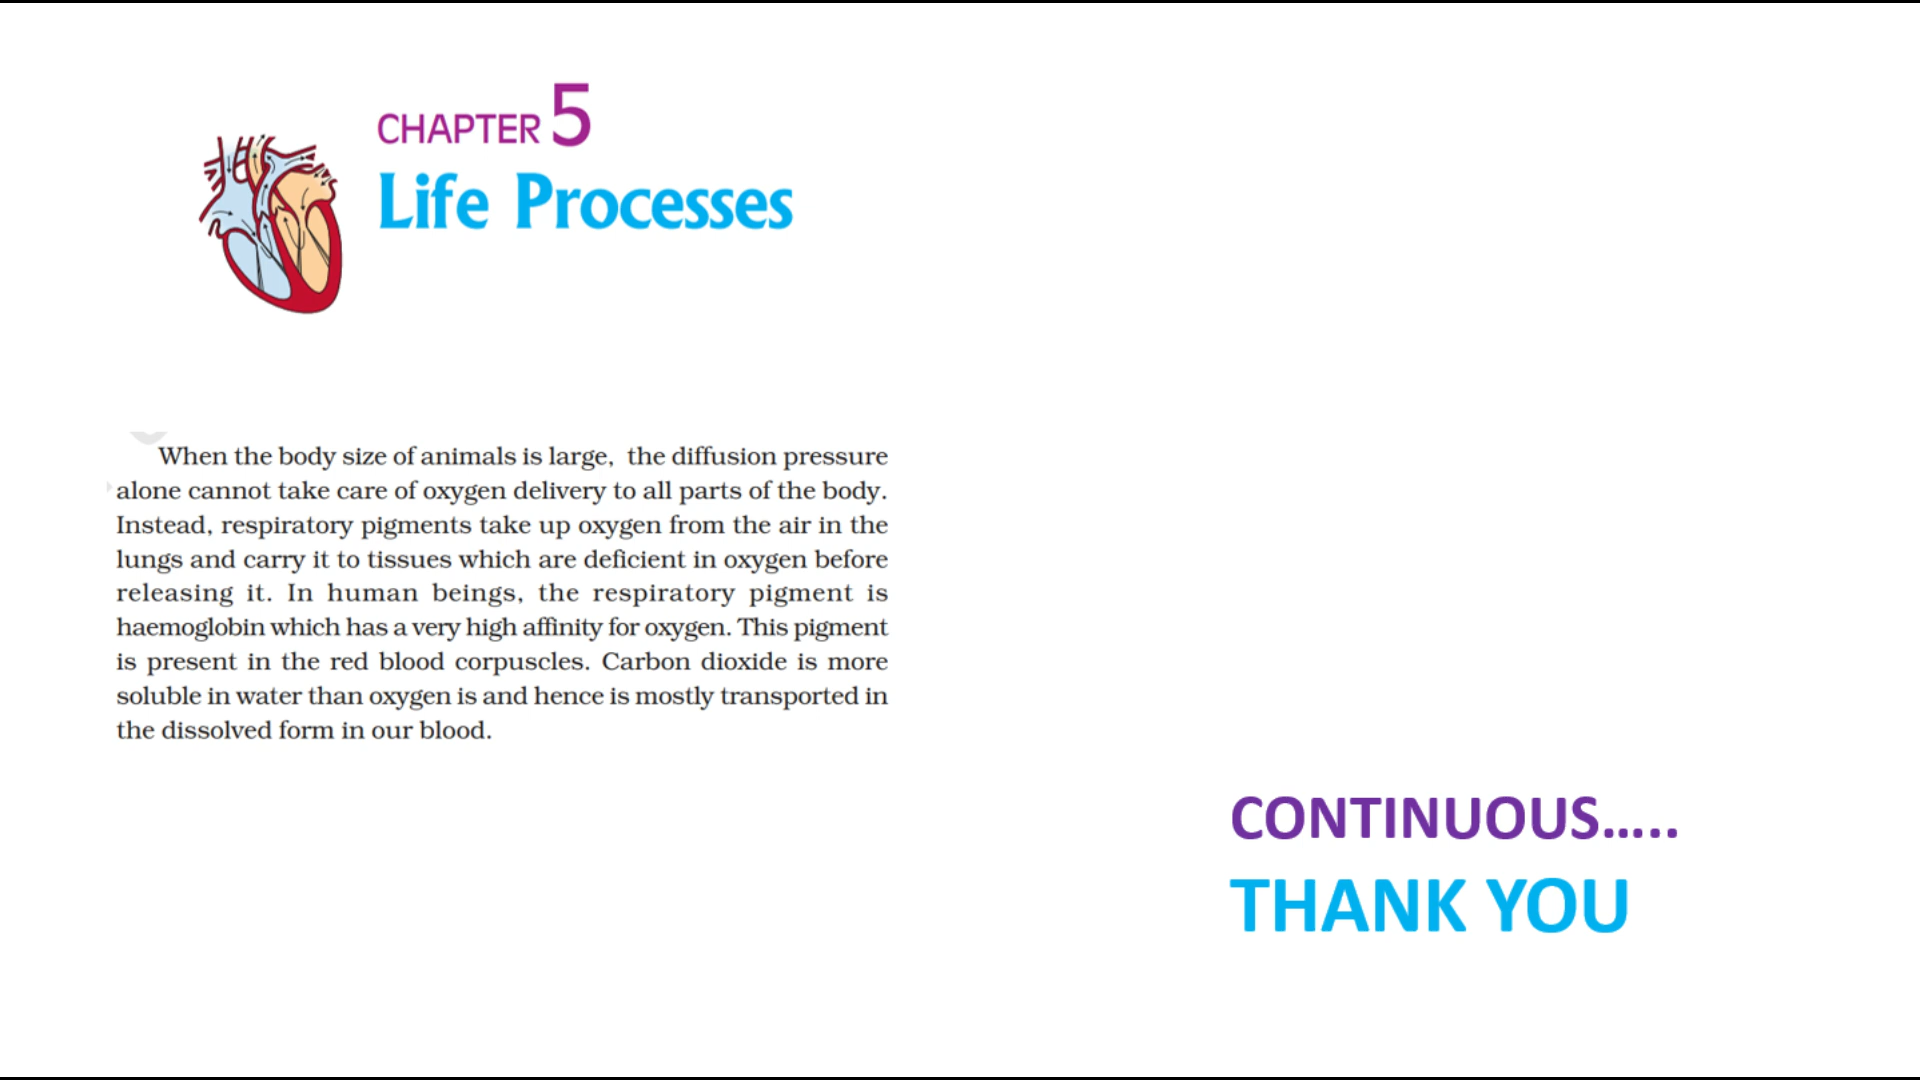 CHAPTER 5
Life Processes
When the body size of animals is large, the diffusion pressure
alone cannot take care of oxygen delivery to all parts of the body.
Instead, respiratory pigments take up oxygen from the air in the
lungs and carry it to tissues which are deficient in oxygen before
releasing it. In human beings, the respiratory pigment is
haemoglobin which has a very high affinity for oxygen. This pigment
is present in the red blood corpuscles. Carbon dioxide is more
soluble in water than oxygen is and hence is mostly transported in
the dissolved form in our blood.
CONTINUOUS.....
THANK YOU